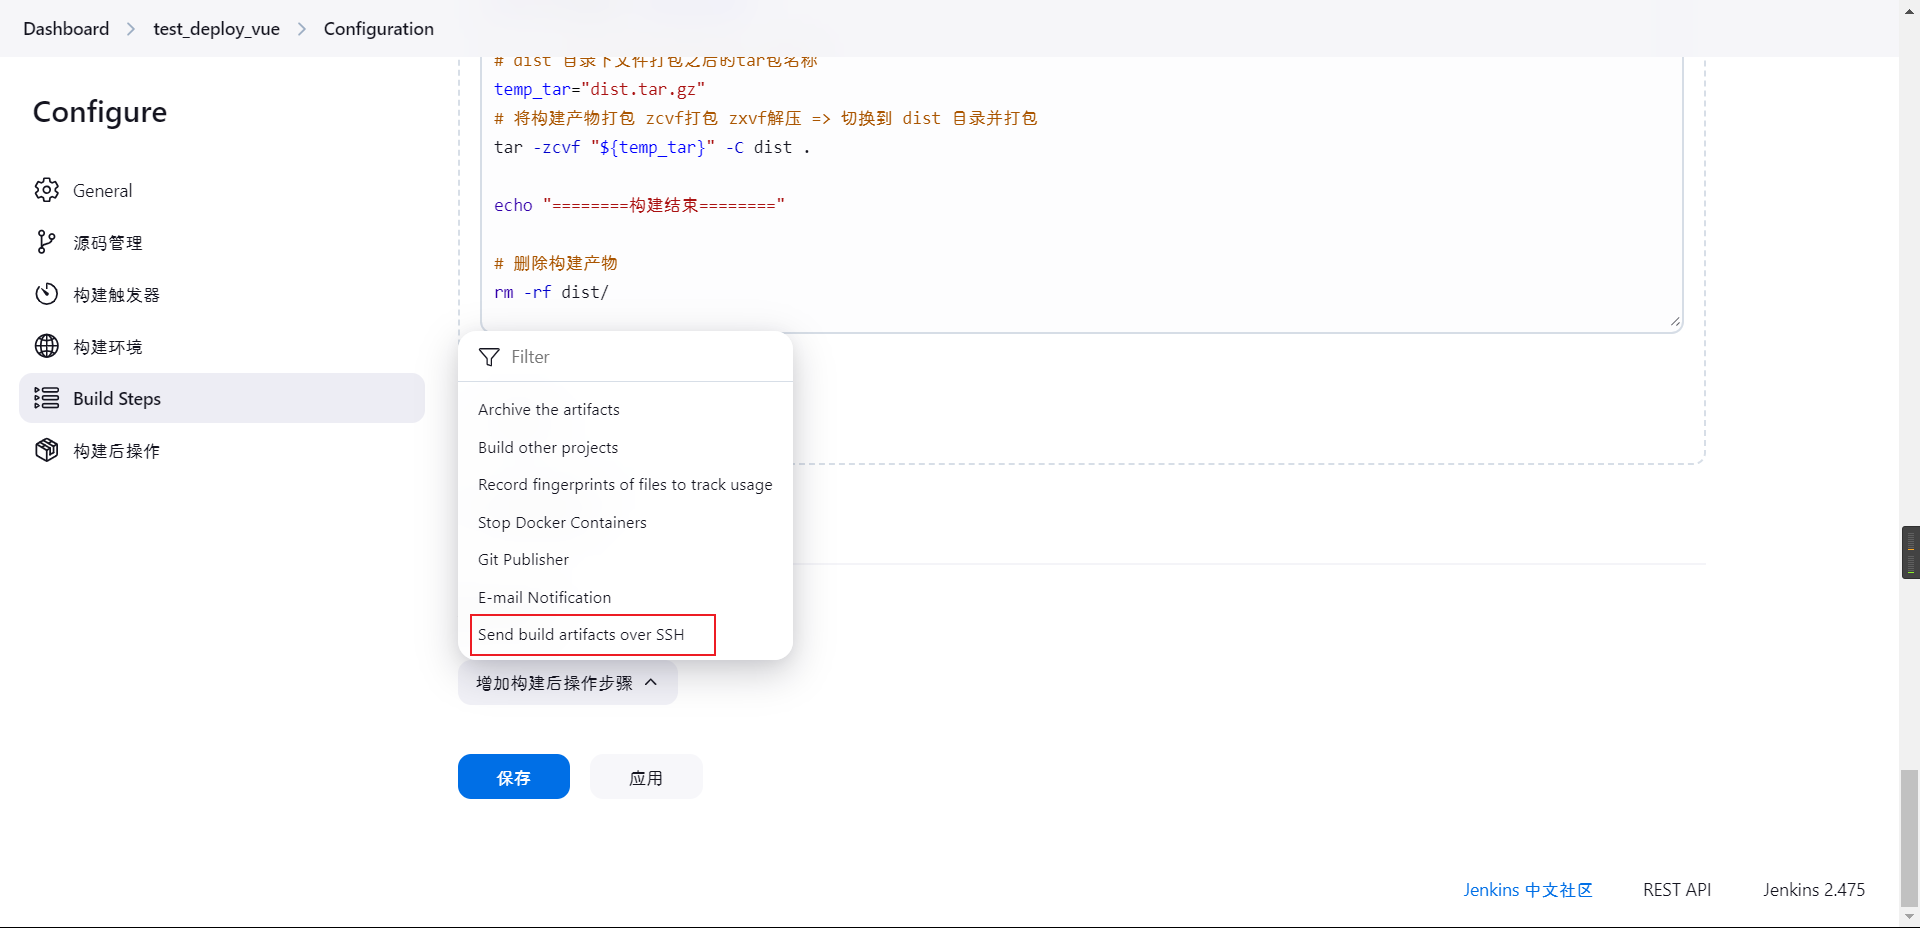 Dashboard > test_deploy_vue > Configuration
Configure
General
源码管理
构建触发器
构建环境
Build Steps
构建后操作
# dist 目录下文件打包之后的tar包名称
temp_tar="dist.tar.gz"
# 将构建产物打包 zcvf打包 zxvf解压 => 切换到 dist 目录并打包
tar -zcvf "${temp_tar}" -C dist .
echo "========构建结束========"
# 删除构建产物
rm -rf dist/
Filter
Archive the artifacts
Build other projects
Record fingerprints of files to track usage
Stop Docker Containers
Git Publisher
E-mail Notification
Send build artifacts over SSH
增加构建后操作步骤
保存 应用
Jenkins 中文社区 REST API Jenkins 2.475